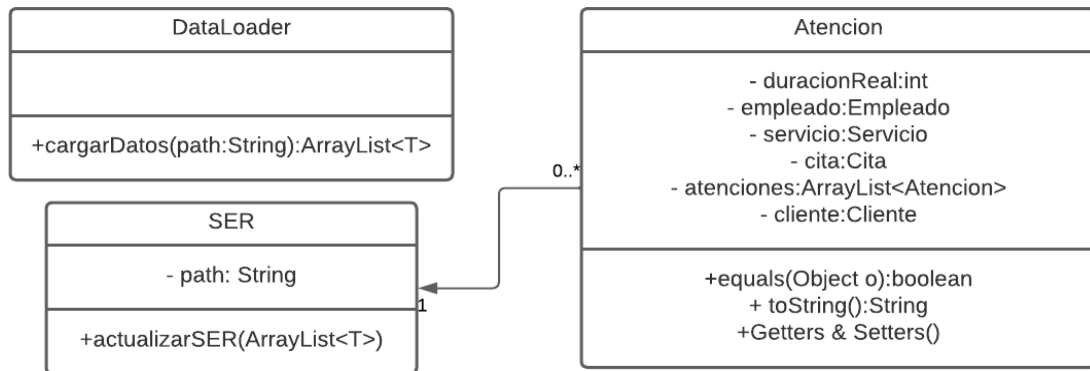 DataLoader
+cargarDatos(path:String):ArrayList<T>
SER
- path: String
+actualizarSER(ArrayList<T>)
1
0..*
Atencion
- duracionReal:int
- empleado:Empleado
- servicio:Servicio
- cita:Cita
- atenciones:ArrayList<Atencion>
- cliente:Cliente
+equals(Object o):boolean
+ toString():String
+Getters & Setters()